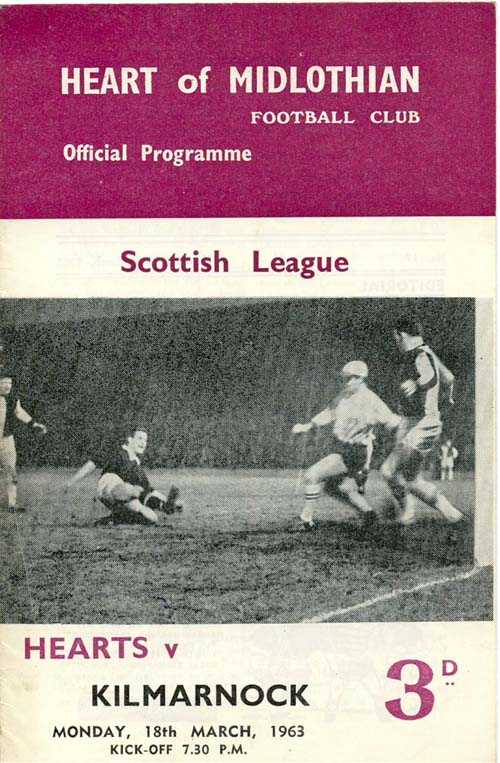 HEART of MIDLOTHIAN
FOOTBALL CLUB
Official Programme
Scottish League
HEARTS v
KILMARNOCK
3D
MONDAY, 18th MARCH, 1963
KICK-OFF 7.30 P.M.